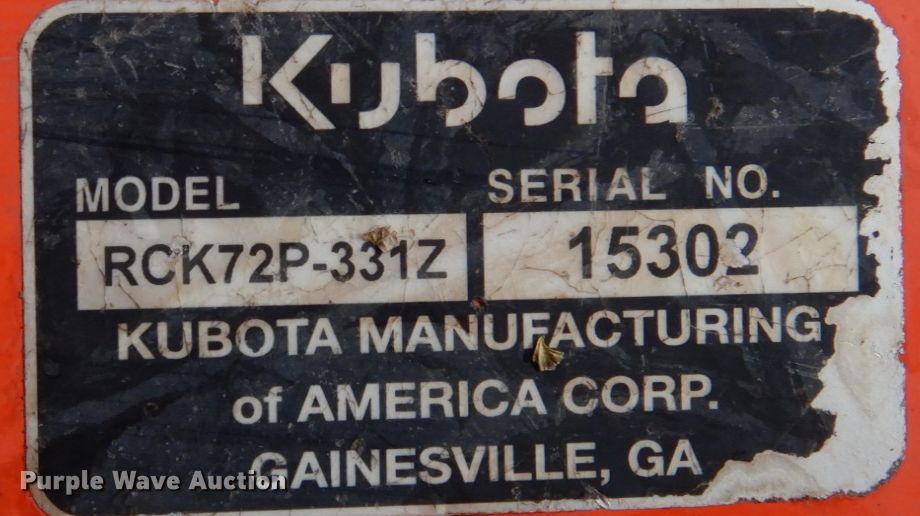 Kubota
MODEL SERIAL NO.
RCK72P-331Z 15302
KUBOTA MANUFACTURING
of AMERICA CORP.
GAINESVILLE, GA
Purple Wave Auction